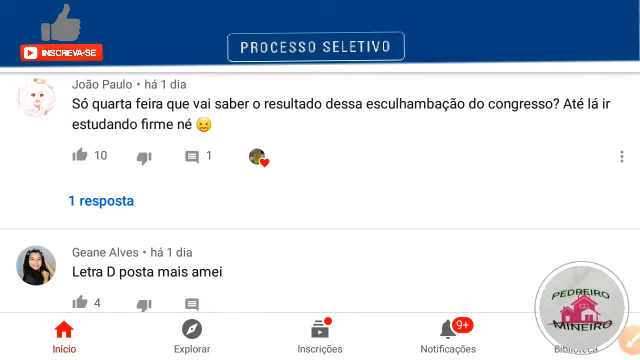 INSCREVA-SE
PROCESSO SELETIVO
João Paulo • há 1 dia
Só quarta feira que vai saber o resultado dessa esculhambação do congresso? Até lá ir
estudando firme né 😖
10 1
1 resposta
Geane Alves • há 1 dia
Letra D posta mais amei
4
PEDREIRO
MINEIRO
9+
Início Explorar Inscrições Notificações Biblioteca